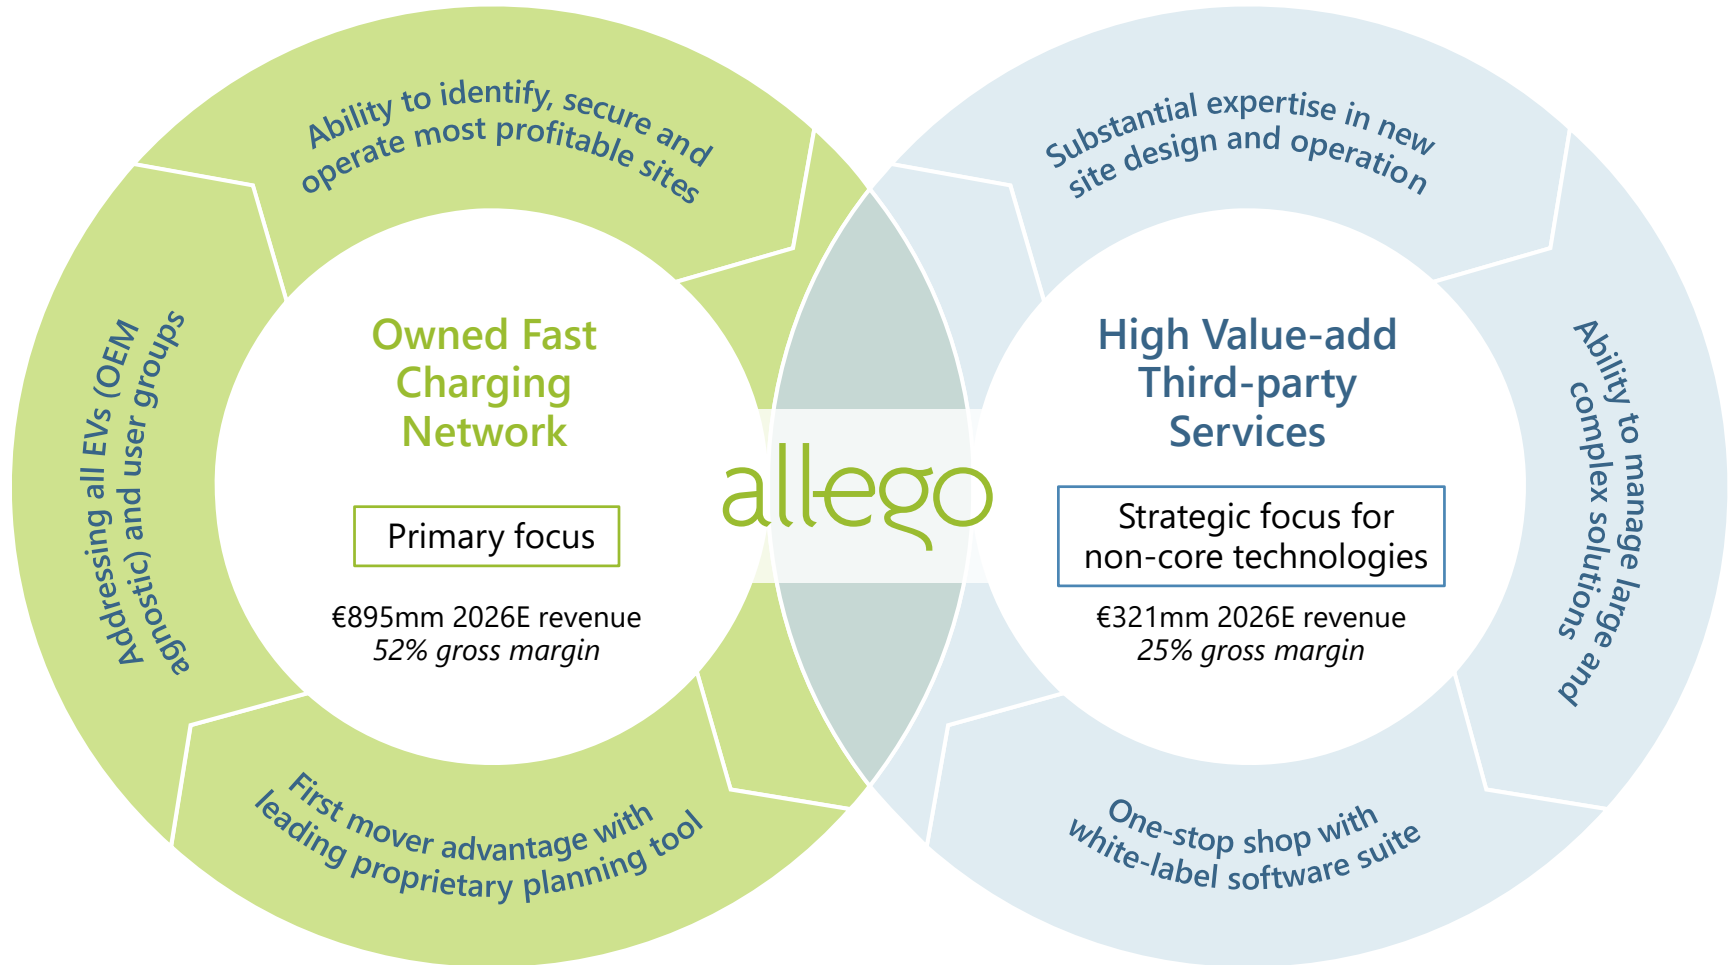 Ability to identify, secure and
operate most profitable sites
Addressing all EVs (OEM
agnostic) and user groups
First mover advantage with
leading proprietary planning tool
Owned Fast
Charging
Network
Primary focus
€895mm 2026E revenue
52% gross margin
allego
Substantial expertise in new
site design and operation
Ability to manage large and
complex solutions
One-stop shop with
white-label software suite
High Value-add
Third-party
Services
Strategic focus for
non-core technologies
€321mm 2026E revenue
25% gross margin